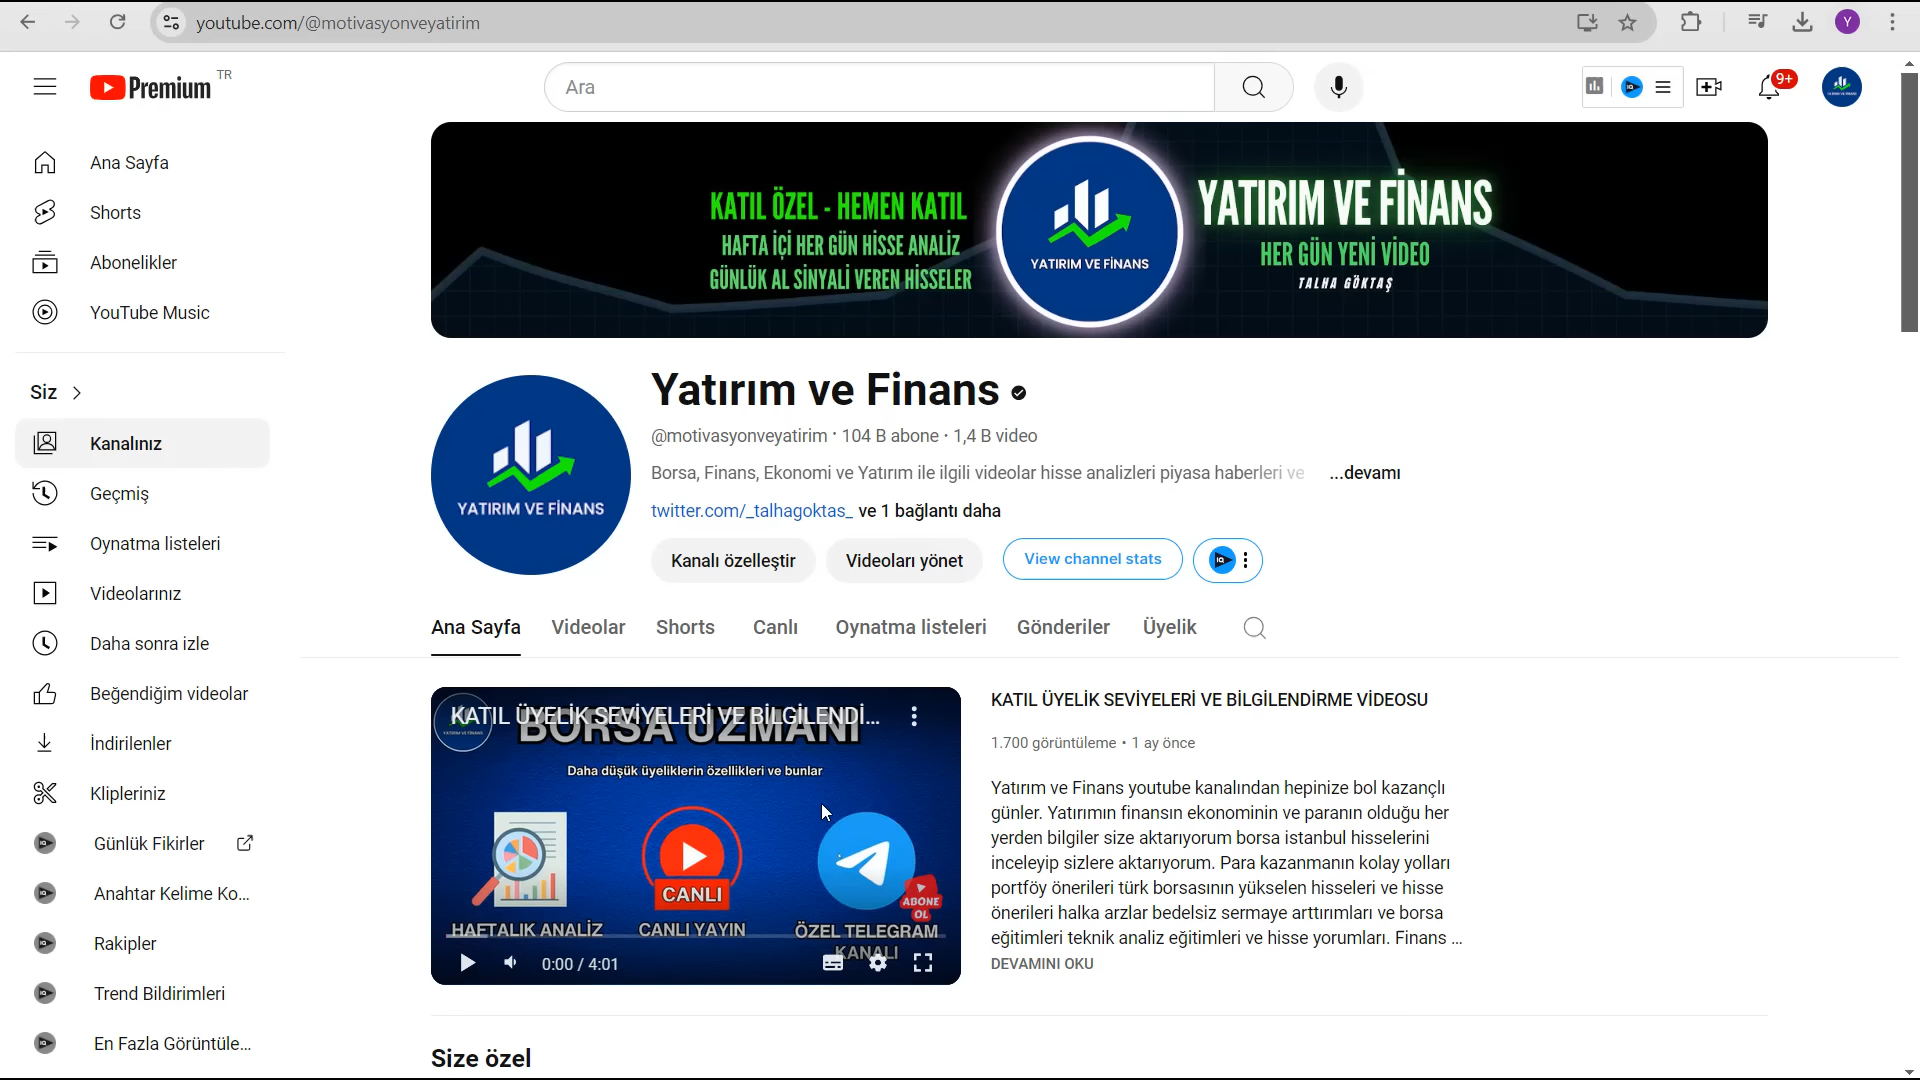 youtube.com/@motivasyonveyatirim
Y
Premium TR
Ara
9+
Ana Sayfa
Shorts
Abonelikler
YouTube Music
Siz
Kanalınız
Geçmiş
Oynatma listeleri
Videolarınız
Daha sonra izle
Beğendiğim videolar
İndirilenler
Klipleriniz
Günlük Fikirler
Anahtar Kelime Ko...
Rakipler
Trend Bildirimleri
En Fazla Görüntüle...
KATIL ÖZEL - HEMEN KATIL
HAFTA İÇİ HER GÜN HİSSE ANALİZ
GÜNLÜK AL SİNYALİ VEREN HİSSELER
YATIRIM VE FİNANS
YATIRIM VE FİNANS
HER GÜN YENİ VİDEO
TALHA GÖKTAŞ
YATIRIM VE FİNANS
Yatırım ve Finans
@motivasyonveyatirim • 104 B abone • 1,4 B video
Borsa, Finans, Ekonomi ve Yatırım ile ilgili videolar hisse analizleri piyasa haberleri ve ...devamı
twitter.com/_talhagoktas_ ve 1 bağlantı daha
Kanalı özelleştir
Videoları yönet
View channel stats
Ana Sayfa
Videolar
Shorts
Canlı
Oynatma listeleri
Gönderiler
Üyelik
KATIL ÜYELİK SEVİYELERİ VE BİLGİLENDİ...
BORSA UZMANI
Daha düşük üyeliklerin özellikleri ve bunlar
CANLI
ABONE
OL
HAFTALIK ANALİZ
CANLI YAYIN
ÖZEL TELEGRAM
KANALI
0:00 / 4:01
KATIL ÜYELİK SEVİYELERİ VE BİLGİLENDİRME VİDEOSU
1.700 görüntüleme • 1 ay önce
Yatırım ve Finans youtube kanalından hepinize bol kazançlı
günler. Yatırımın finansın ekonominin ve paranın olduğu her
yerden bilgiler size aktarıyorum borsa istanbul hisselerini
inceleyip sizlere aktarıyorum. Para kazanmanın kolay yolları
portföy önerileri türk borsasının yükselen hisseleri ve hisse
önerileri halka arzlar bedelsiz sermaye arttırımları ve borsa
eğitimleri teknik analiz eğitimleri ve hisse yorumları. Finans ...
DEVAMINI OKU
Size özel